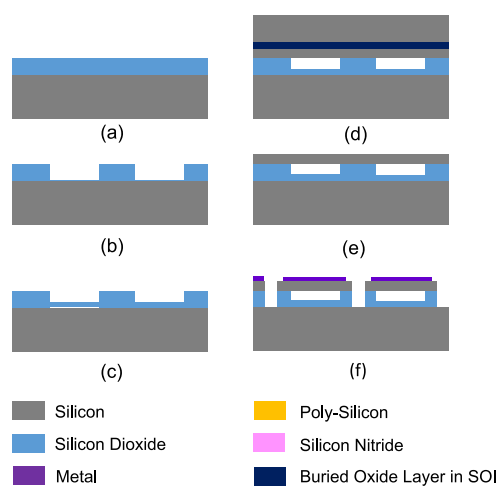 (a)
(d)
(b)
(e)
(c)
(f)
Silicon
Poly-Silicon
Silicon Dioxide
Silicon Nitride
Metal
Buried Oxide Layer in SOI